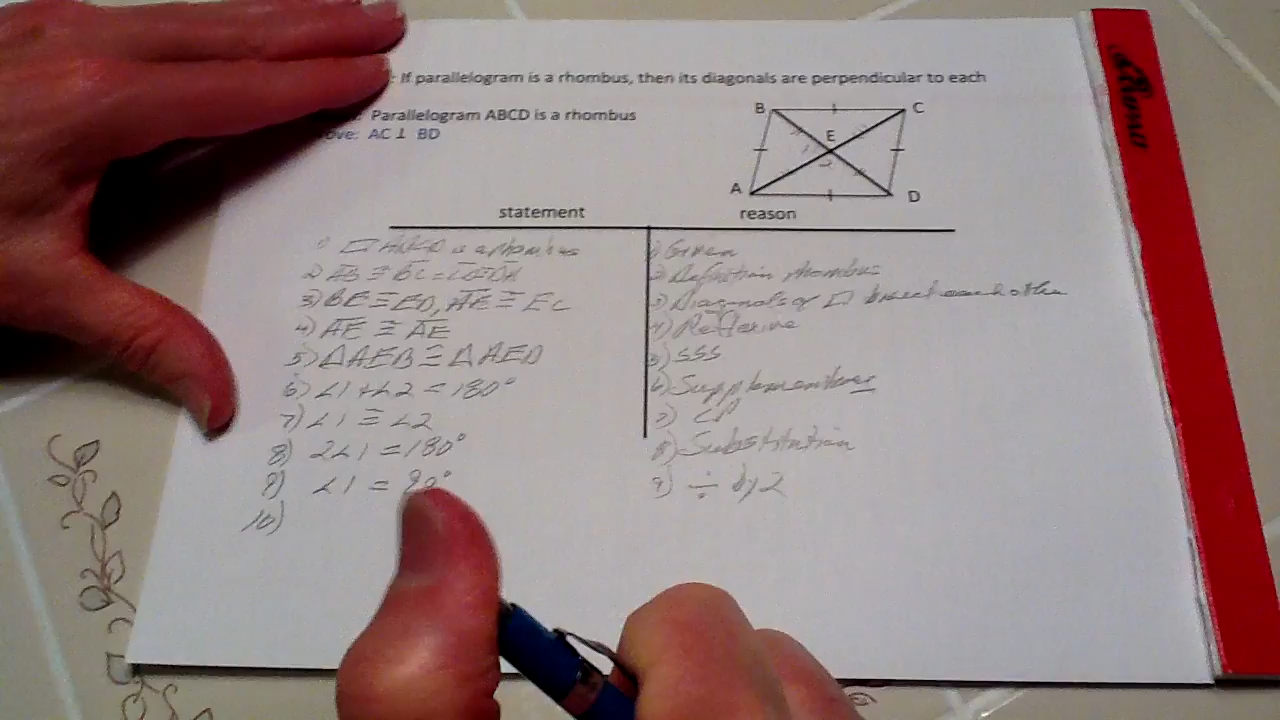 If parallelogram is a rhombus, then its diagonals are perpendicular to each
Parallelogram ABCD is a rhombus
ove: AC ⊥ BD
B C
E
1 2
A D
statement reason
1) ▱ ABCD is a rhombus 1) Given
2) AB ≅ BC ≅ CD ≅ DA 2) Definition rhombus
3) BE ≅ ED, AE ≅ EC 3) Diagonals of ▱ bisect each other
4) AE ≅ AE 4) Reflexive
5) △AEB ≅ △AED 5) SSS
6) ∠1 + ∠2 = 180° 6)
7) ∠1 ≅ ∠2 7) CP
8) 2∠1 = 180° 8) Substitution
9) ∠1 = 90° 9) ÷ by 2
10)